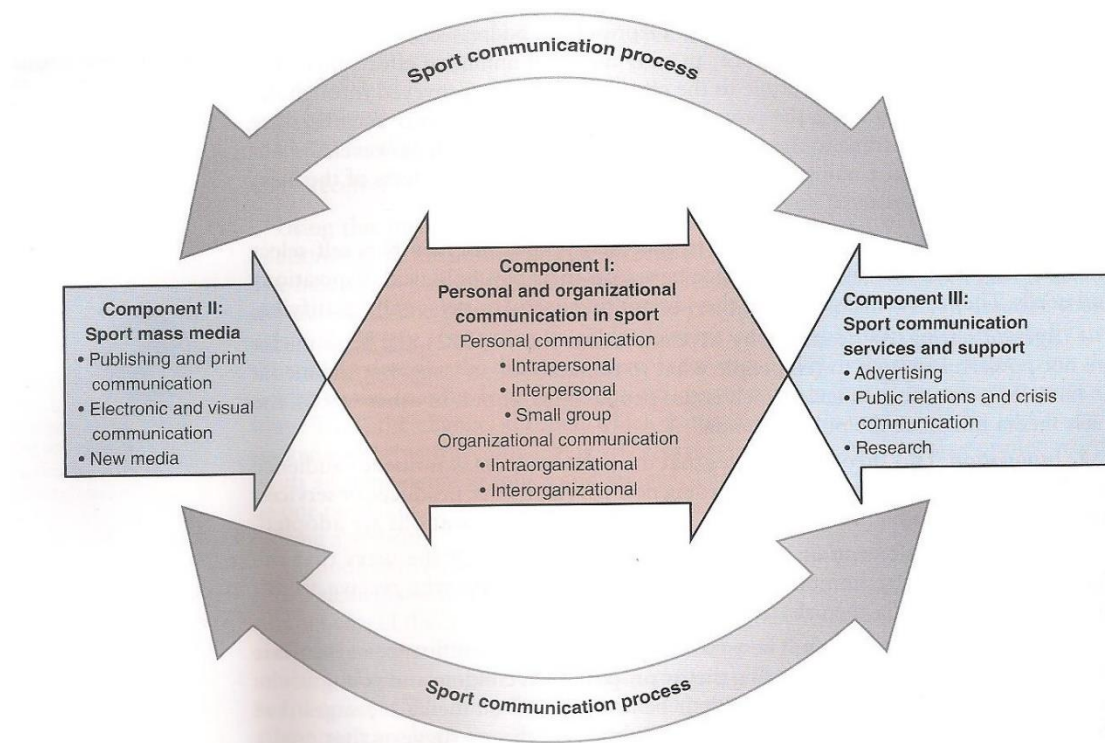 Sport communication process
Component II:
Sport mass media
• Publishing and print
communication
• Electronic and visual
communication
• New media
Component I:
Personal and organizational
communication in sport
Personal communication
• Intrapersonal
• Interpersonal
• Small group
Organizational communication
• Intraorganizational
• Interorganizational
Component III:
Sport communication
services and support
• Advertising
• Public relations and crisis
communication
• Research
Sport communication process